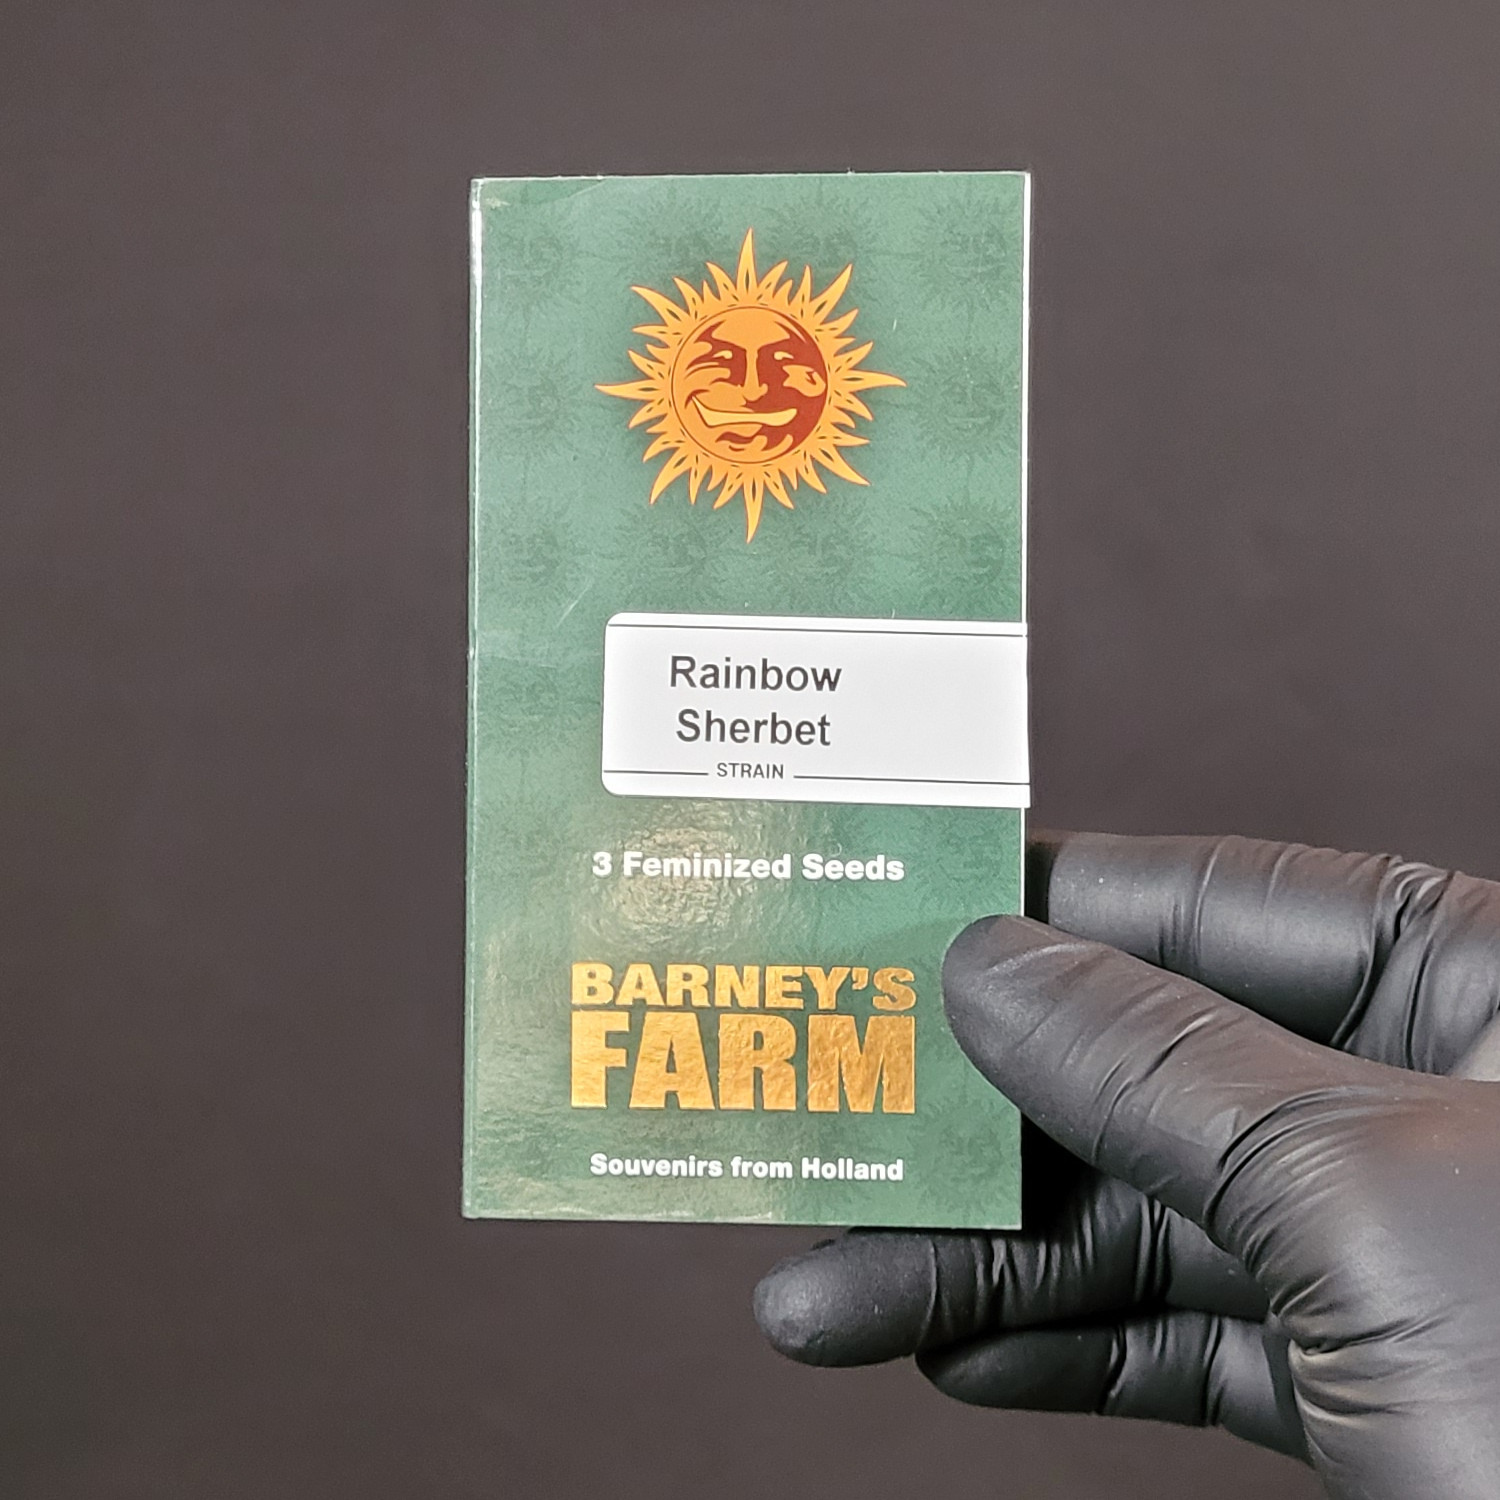 Rainbow
Sherbet
STRAIN
3 Feminized Seeds
BARNEY'S
FARM
Souvenirs from Holland